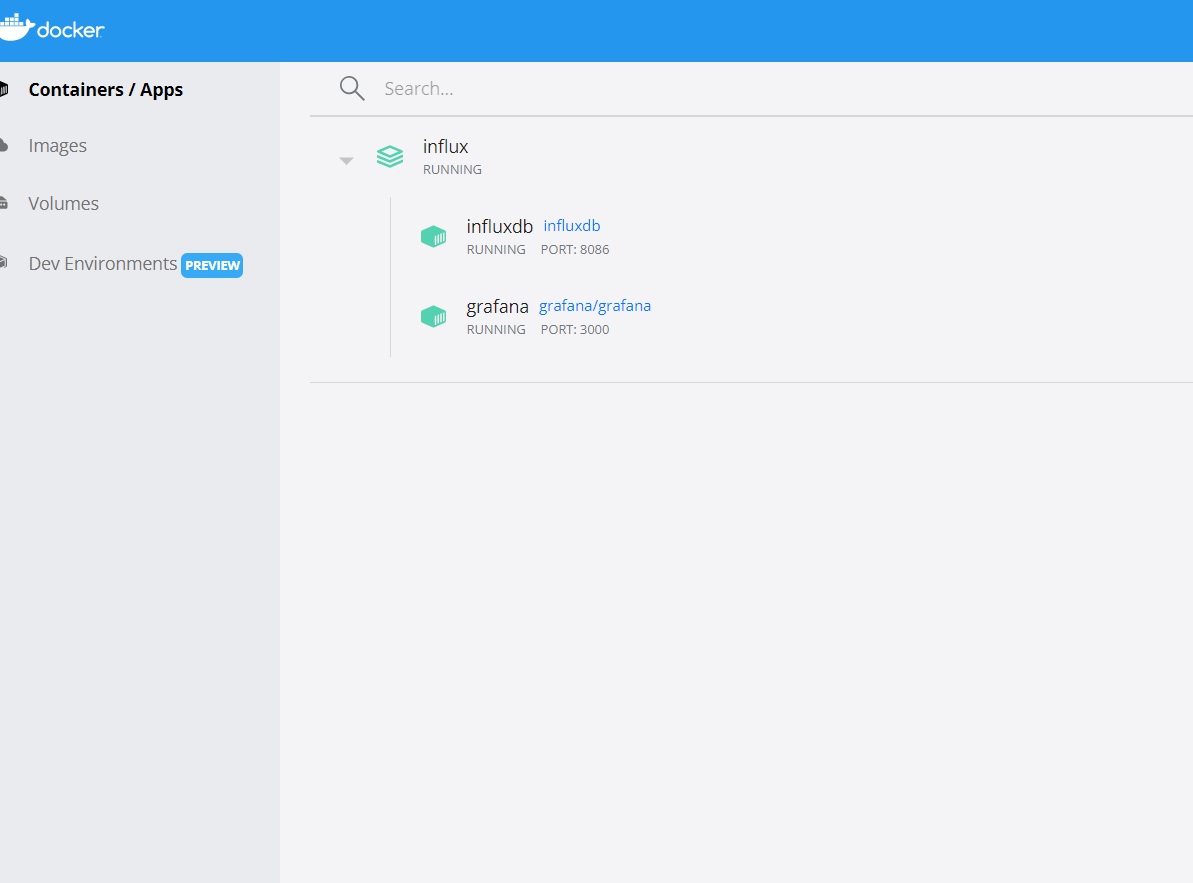 docker
Containers / Apps
Images
Volumes
Dev Environments PREVIEW
Search...
influx
RUNNING
influxdb influxdb
RUNNING PORT: 8086
grafana grafana/grafana
RUNNING PORT: 3000